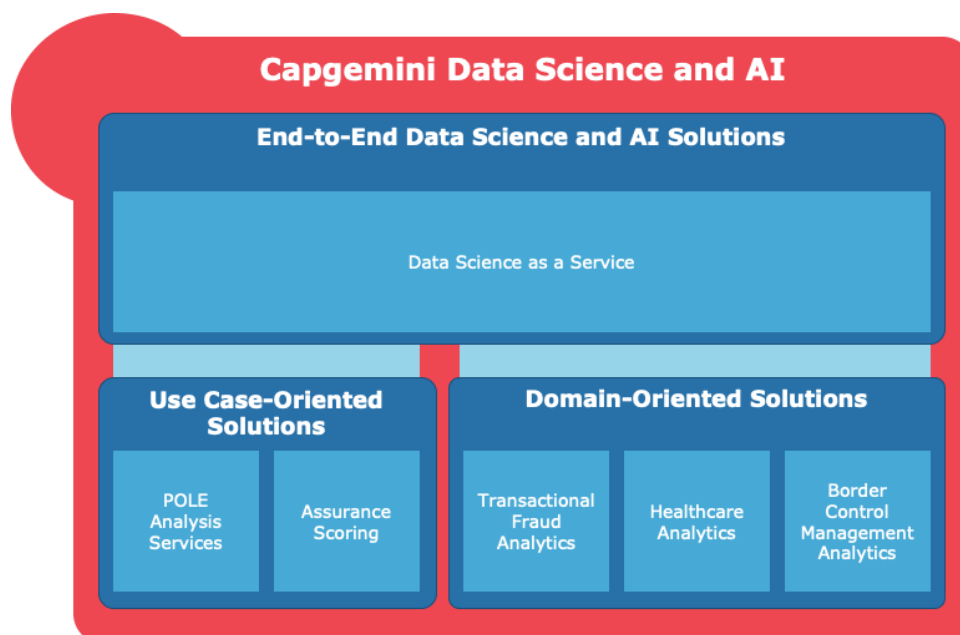 Capgemini Data Science and AI
End-to-End Data Science and AI Solutions
Data Science as a Service
Use Case-Oriented
Solutions
POLE
Analysis
Services
Assurance
Scoring
Domain-Oriented Solutions
Transactional
Fraud
Analytics
Healthcare
Analytics
Border
Control
Management
Analytics